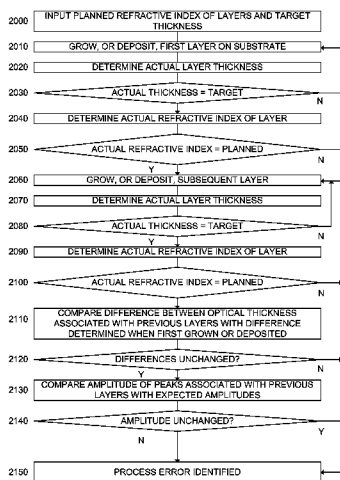 2000
INPUT PLANNED REFRACTIVE INDEX OF LAYERS AND TARGET
THICKNESS
2010
GROW, OR DEPOSIT, FIRST LAYER ON SUBSTRATE
2020
DETERMINE ACTUAL LAYER THICKNESS
2030
ACTUAL THICKNESS = TARGET
N
2040
DETERMINE ACTUAL REFRACTIVE INDEX OF LAYER
2050
ACTUAL REFRACTIVE INDEX = PLANNED
N
Y
2060
GROW, OR DEPOSIT, SUBSEQUENT LAYER
2070
DETERMINE ACTUAL LAYER THICKNESS
2080
ACTUAL THICKNESS = TARGET
N
Y
2090
DETERMINE ACTUAL REFRACTIVE INDEX OF LAYER
2100
ACTUAL REFRACTIVE INDEX = PLANNED
N
2110
COMPARE DIFFERENCE BETWEEN OPTICAL THICKNESS
ASSOCIATED WITH PREVIOUS LAYERS WITH DIFFERENCE
DETERMINED WHEN FIRST GROWN OR DEPOSITED
2120
DIFFERENCES UNCHANGED?
N
Y
2130
COMPARE AMPLITUDE OF PEAKS ASSOCIATED WITH PREVIOUS
LAYERS WITH EXPECTED AMPLITUDES
2140
AMPLITUDE UNCHANGED?
Y
N
2150
PROCESS ERROR IDENTIFIED